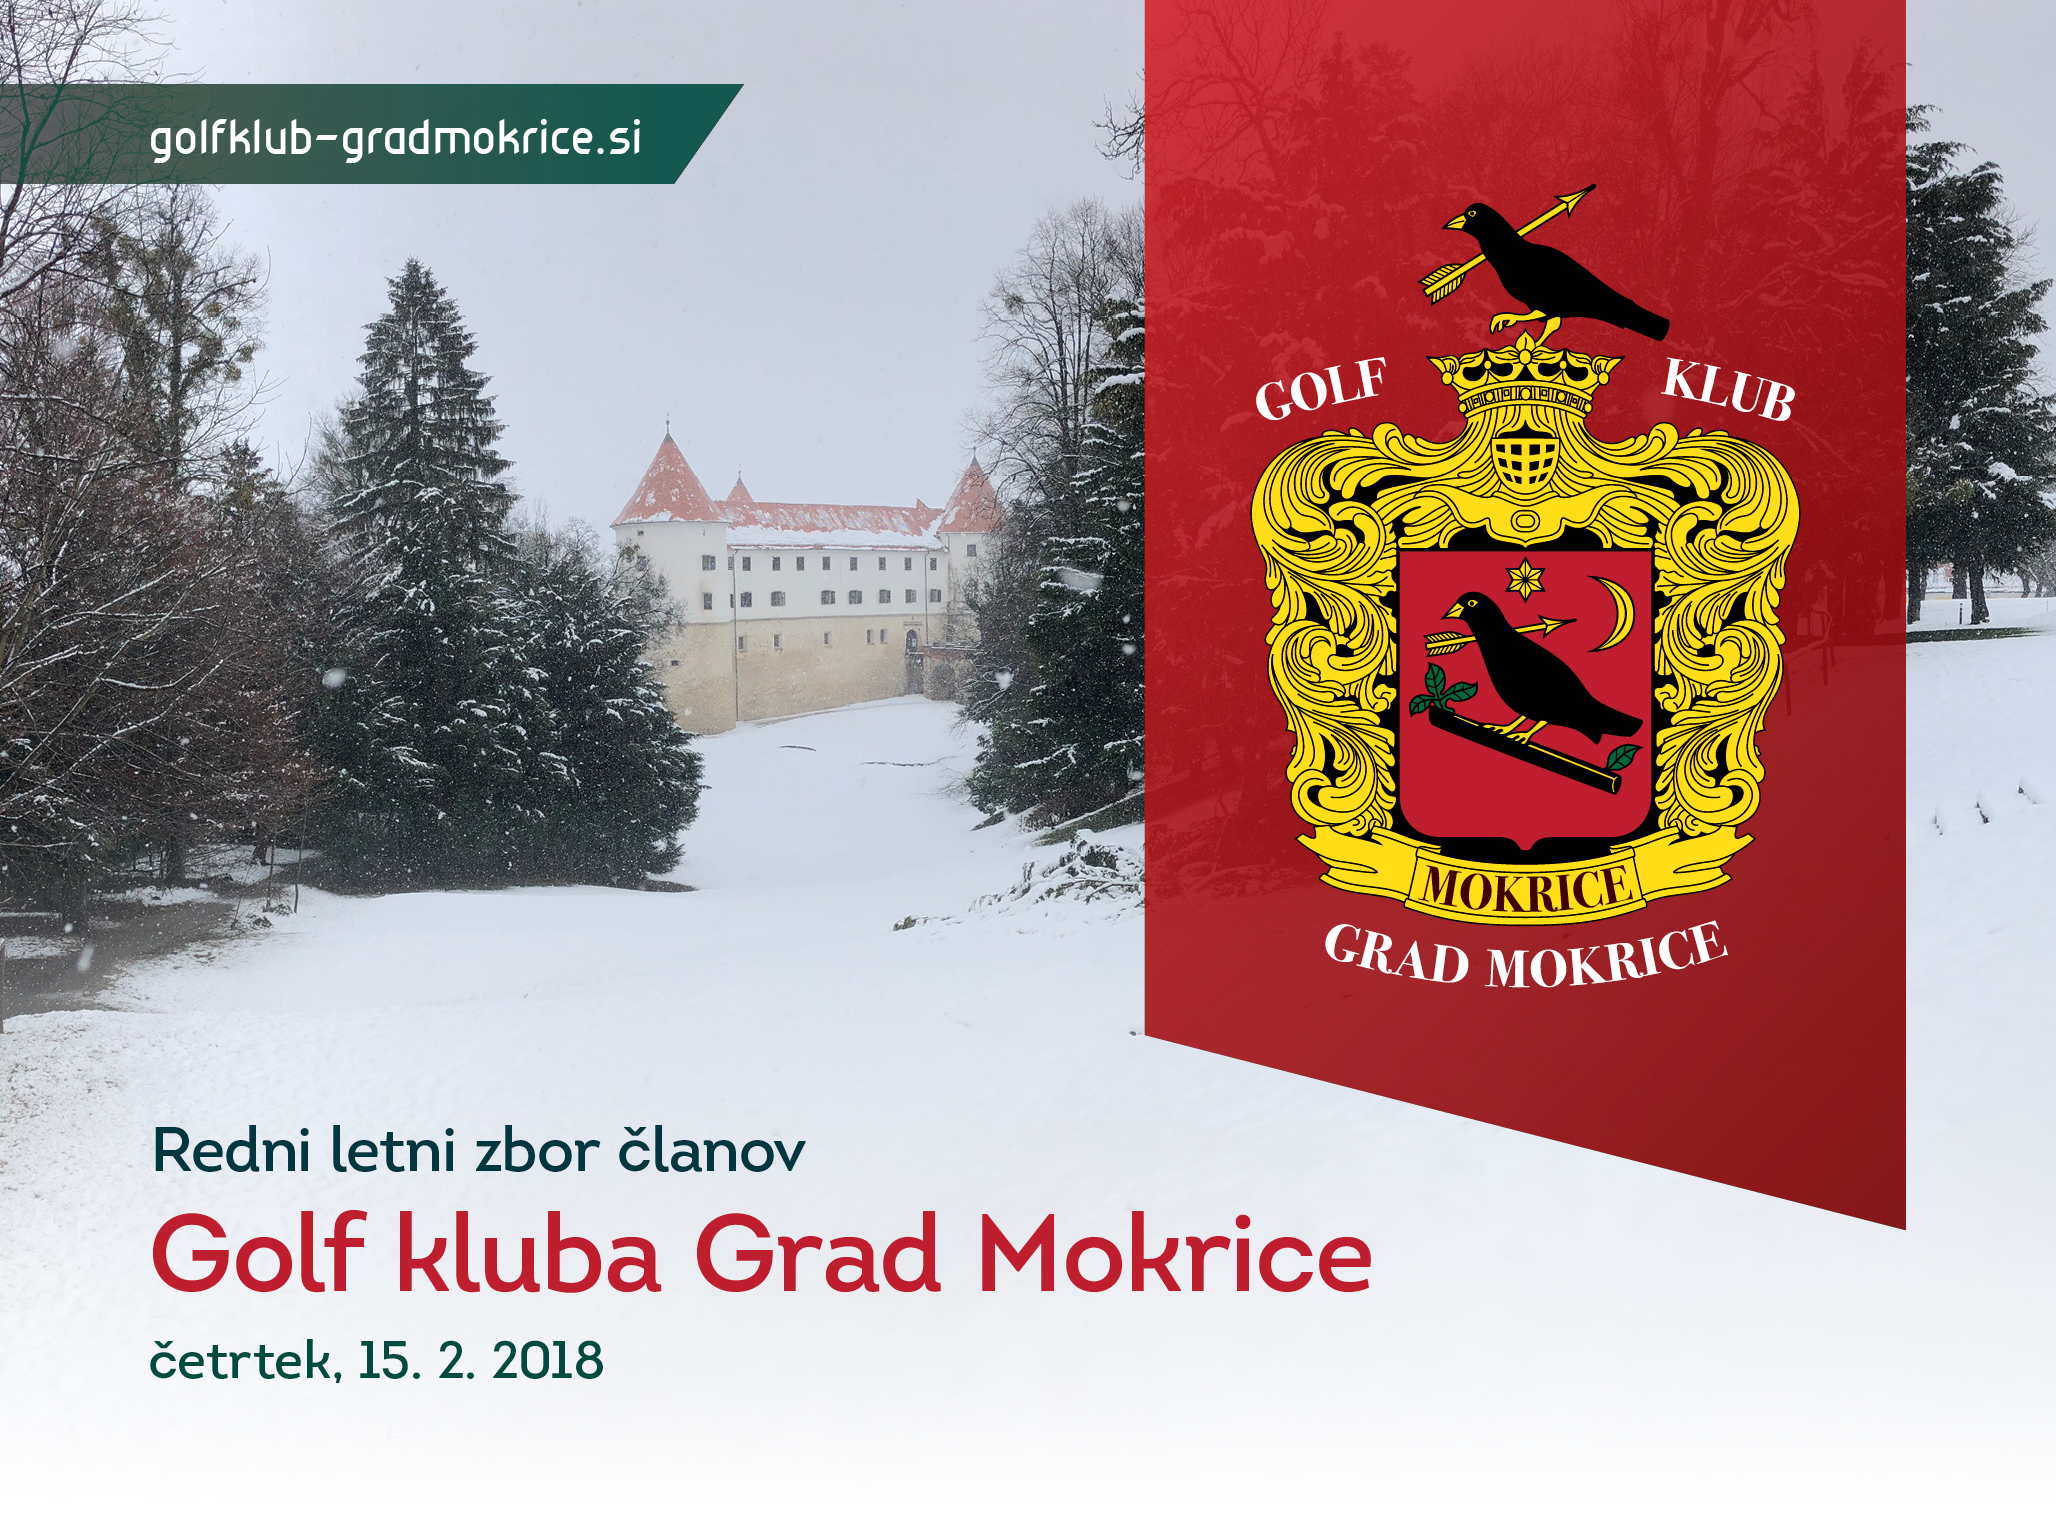 golfklub-gradmokrice.si
GOLF KLUB
MOKRICE
GRAD MOKRICE
Redni letni zbor članov
Golf kluba Grad Mokrice
četrtek, 15. 2. 2018